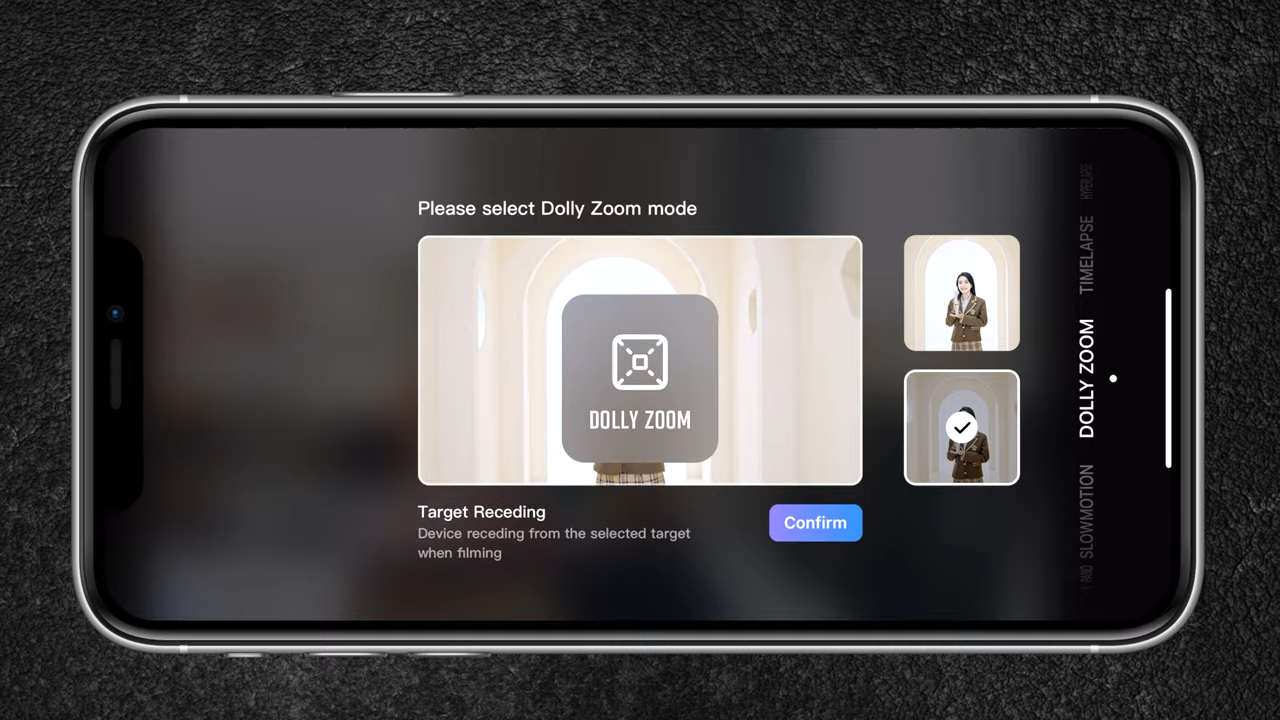 Please select Dolly Zoom mode
DOLLY ZOOM
Target Receding
Device receding from the selected target
when filming
Confirm
HYPERLAPSE
TIMELAPSE
DOLLY ZOOM
SLOWMOTION
PANO